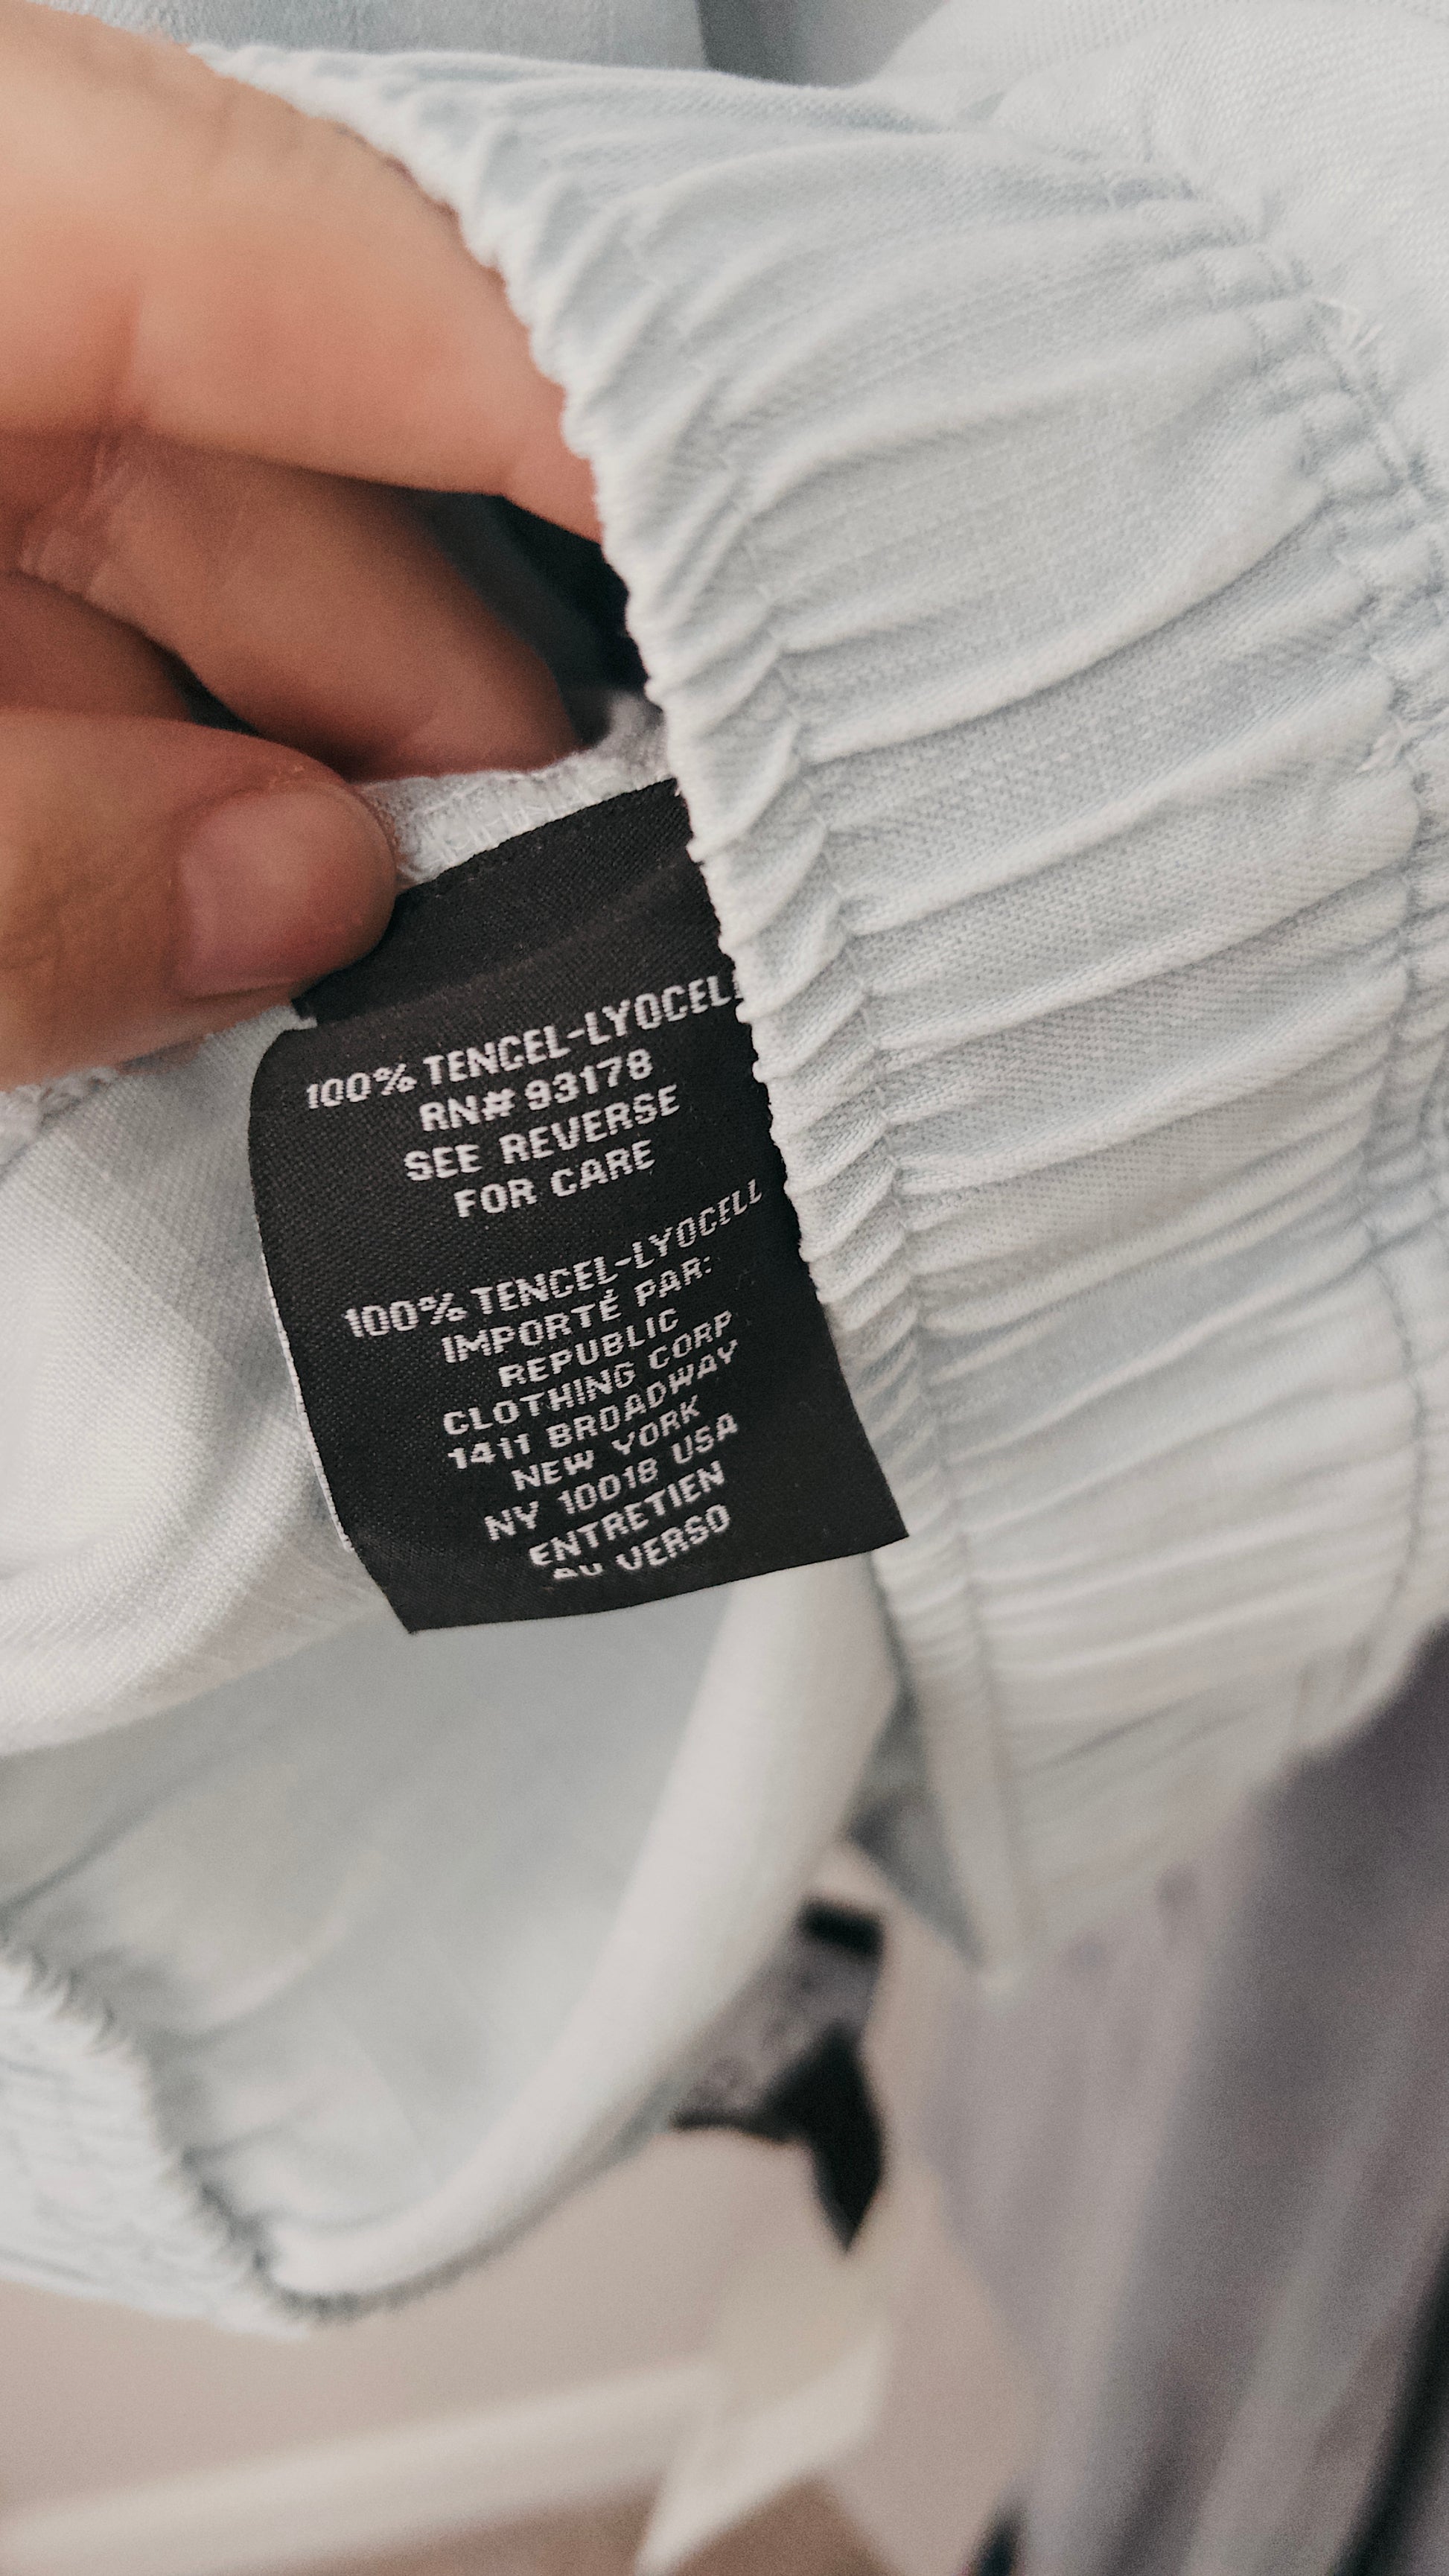 100% TENCEL-LYOCELL
RN# 93178
SEE REVERSE
FOR CARE
100% TENCEL-LYOCELL
IMPORTÉ PAR:
REPUBLIC
CLOTHING CORP
1411 BROADWAY
NEW YORK
NY 10018 USA
ENTRETIEN
AU VERSO